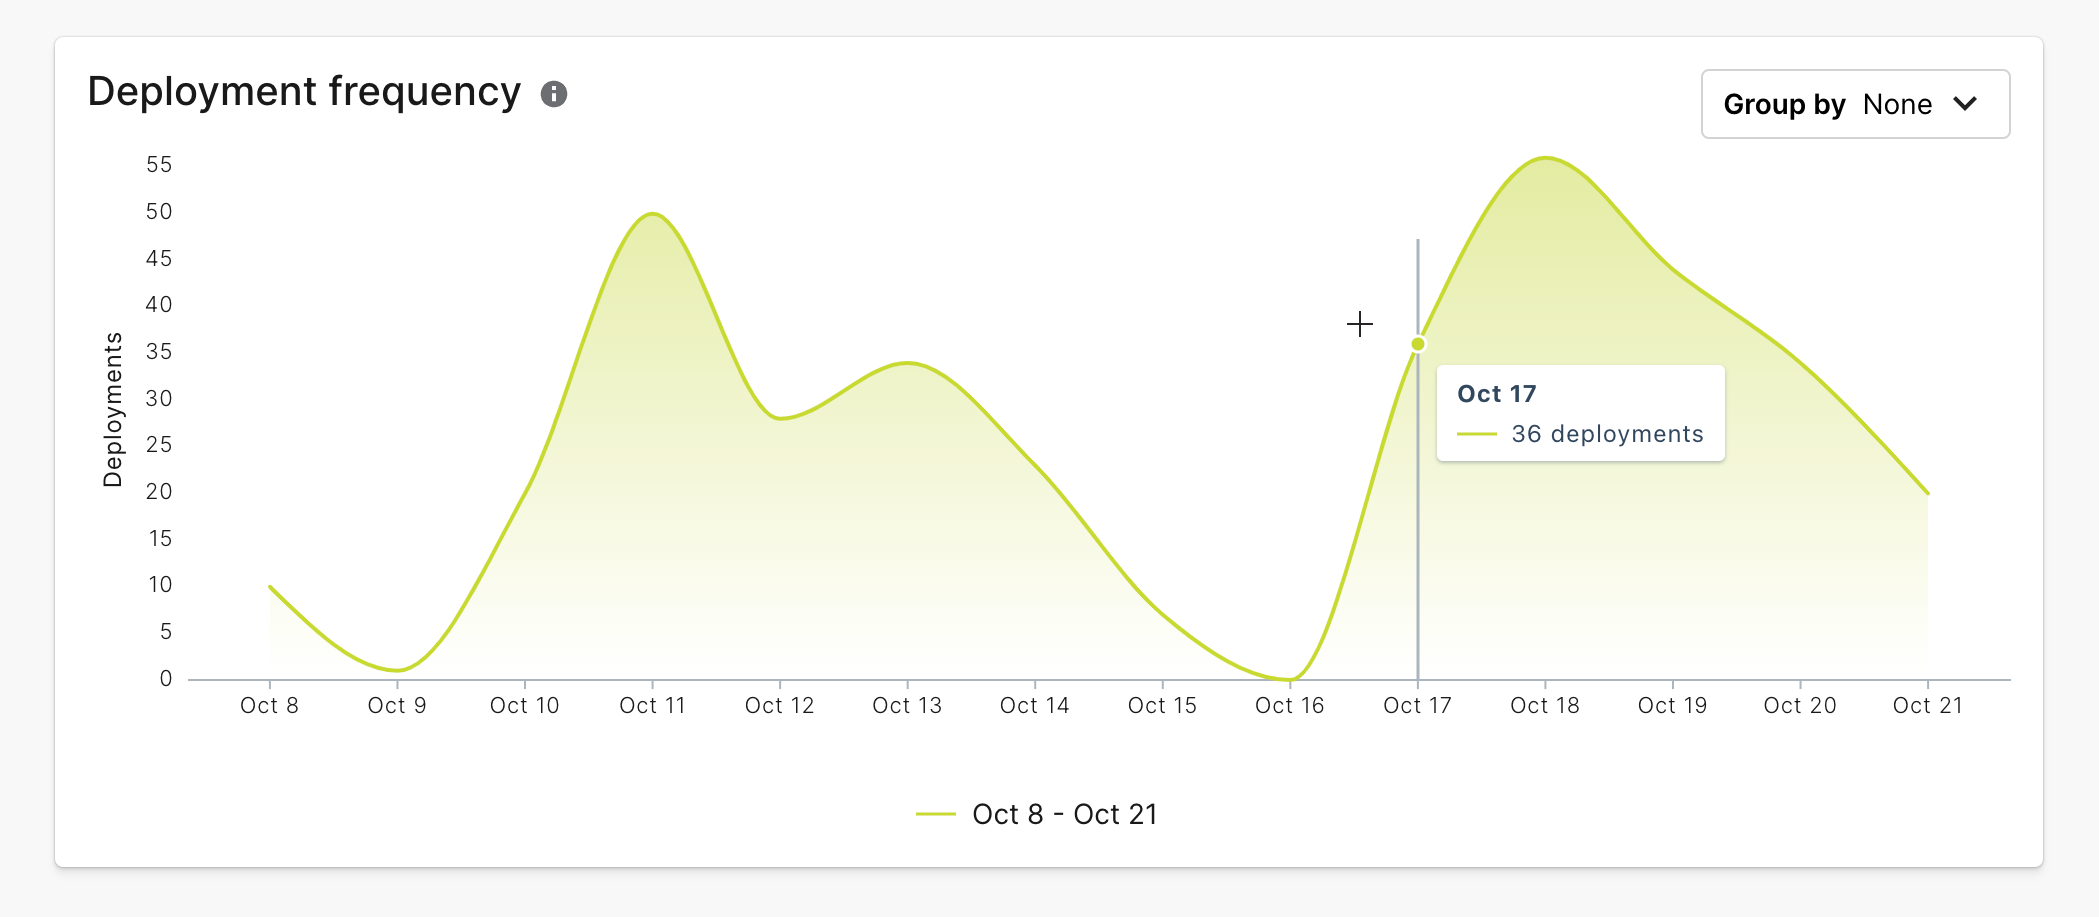 Deployment frequency
Group by None
55
50
45
40
35
30
25
20
15
10
5
0
Deployments
Oct 17
36 deployments
Oct 8 Oct 9 Oct 10 Oct 11 Oct 12 Oct 13 Oct 14 Oct 15 Oct 16 Oct 17 Oct 18 Oct 19 Oct 20 Oct 21
Oct 8 - Oct 21